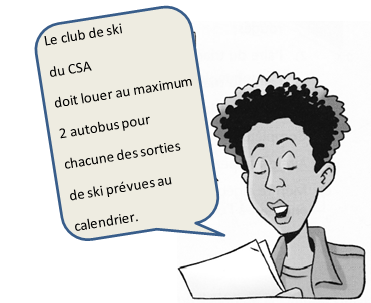 Le club de ski
du CSA
doit louer au maximum
2 autobus pour
chacune des sorties
de ski prévues au
calendrier.